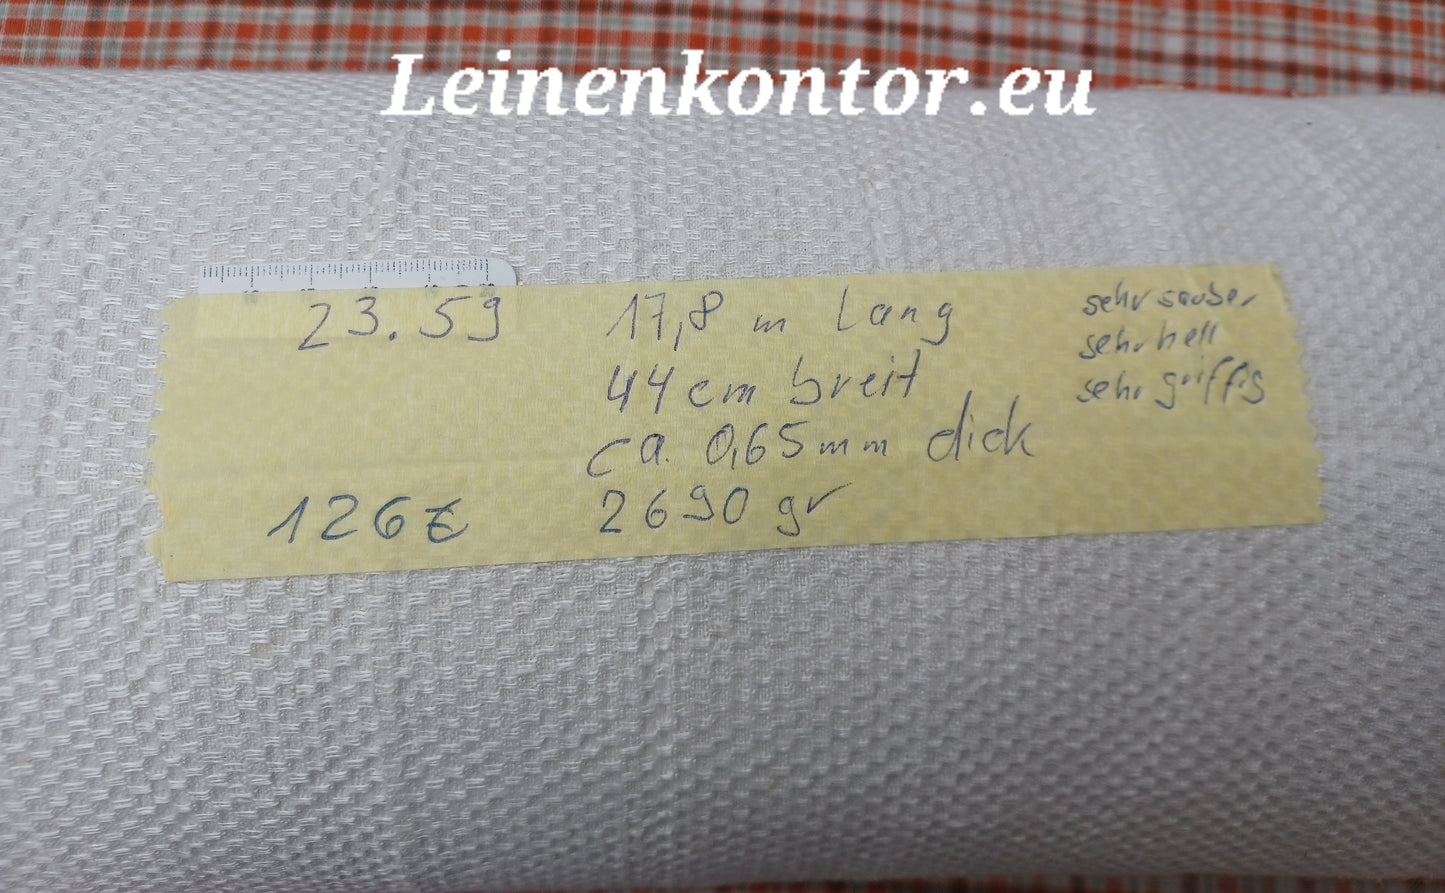 Leinenkontor.eu
23.59
17,8 m lang
44 cm breit
ca. 0,65 mm dick
2690 gr
126€
sehr sauber
sehr hell
sehr griffig